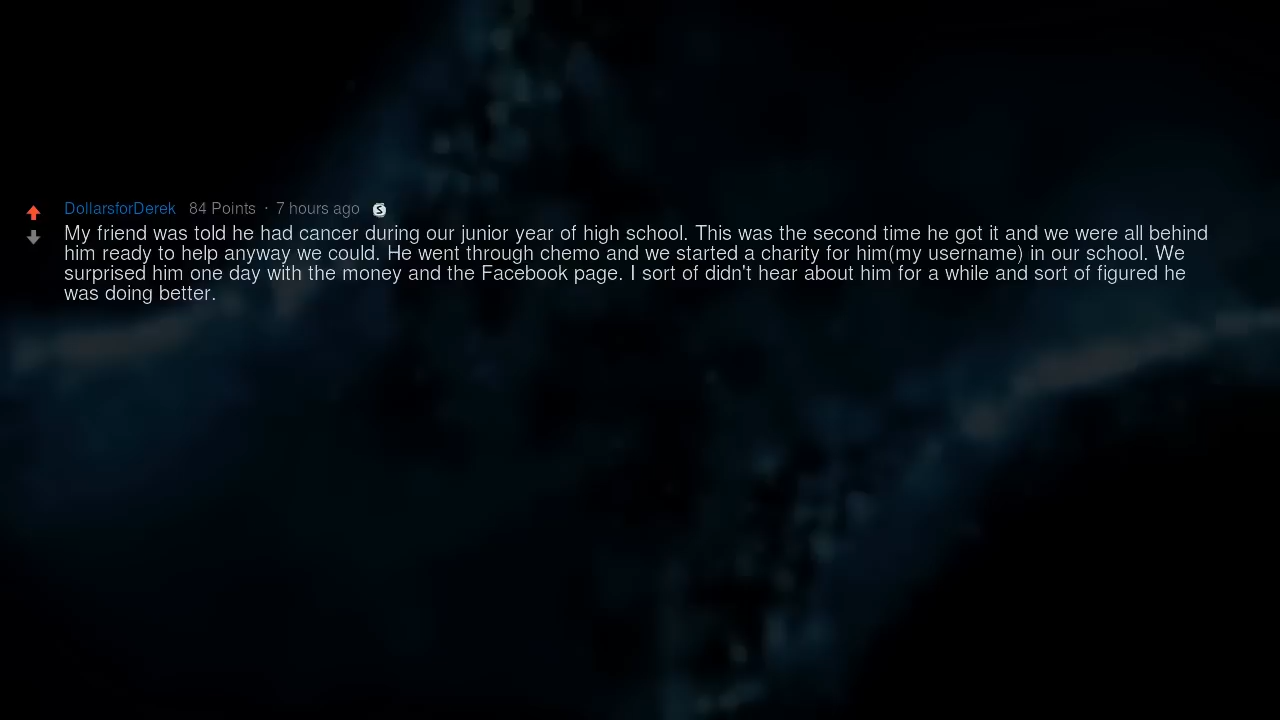 DollarsforDerek 84 Points · 7 hours ago
My friend was told he had cancer during our junior year of high school. This was the second time he got it and we were all behind
him ready to help anyway we could. He went through chemo and we started a charity for him(my username) in our school. We
surprised him one day with the money and the Facebook page. I sort of didn't hear about him for a while and sort of figured he
was doing better.